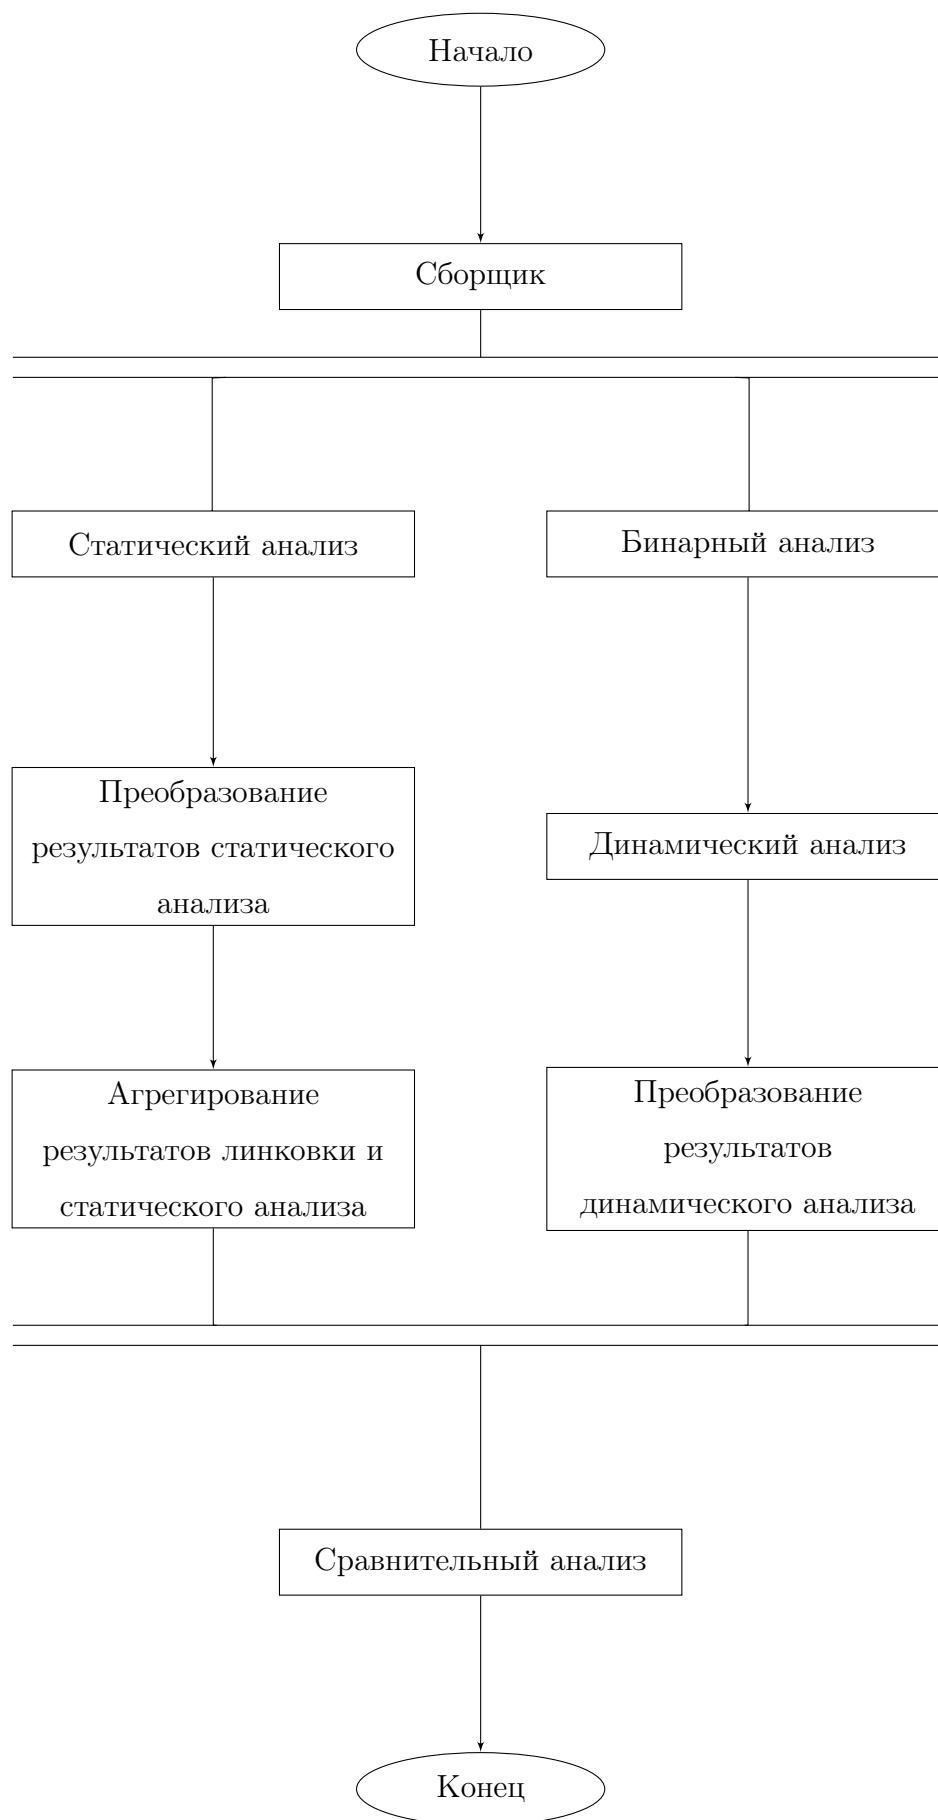 Начало
Сборщик
Статический анализ
Бинарный анализ
Преобразование
результатов статического
анализа
Динамический анализ
Агрегирование
результатов линковки и
статического анализа
Преобразование
результатов
динамического анализа
Сравнительный анализ
Конец